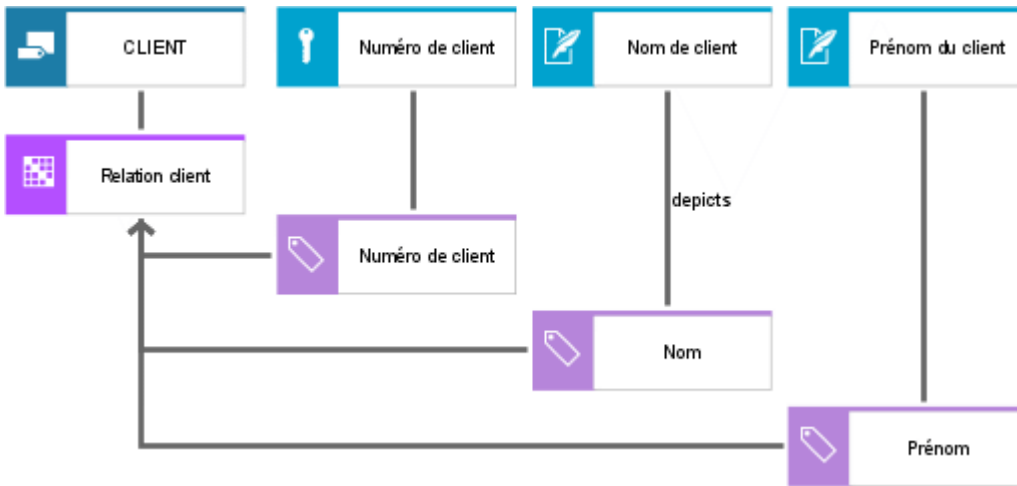 CLIENT
Numéro de client
Nom de client
Prénom du client
Relation client
depicts
Numéro de client
Nom
Prénom